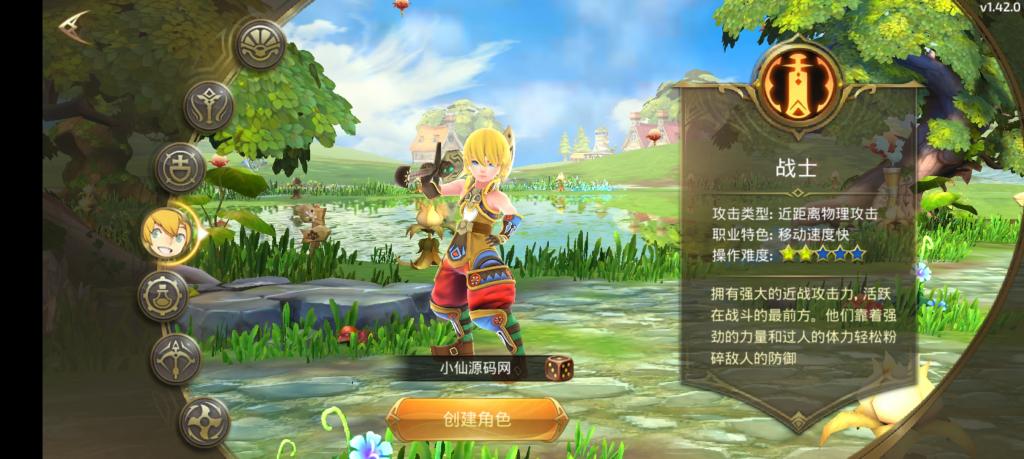 v1.42.0
战士
攻击类型: 近距离物理攻击
职业特色: 移动速度快
操作难度:
拥有强大的近战攻击力, 活跃
在战斗的最前方。他们靠着强
劲的力量和过人的体力轻松粉
碎敌人的防御
小仙源码网
创建角色